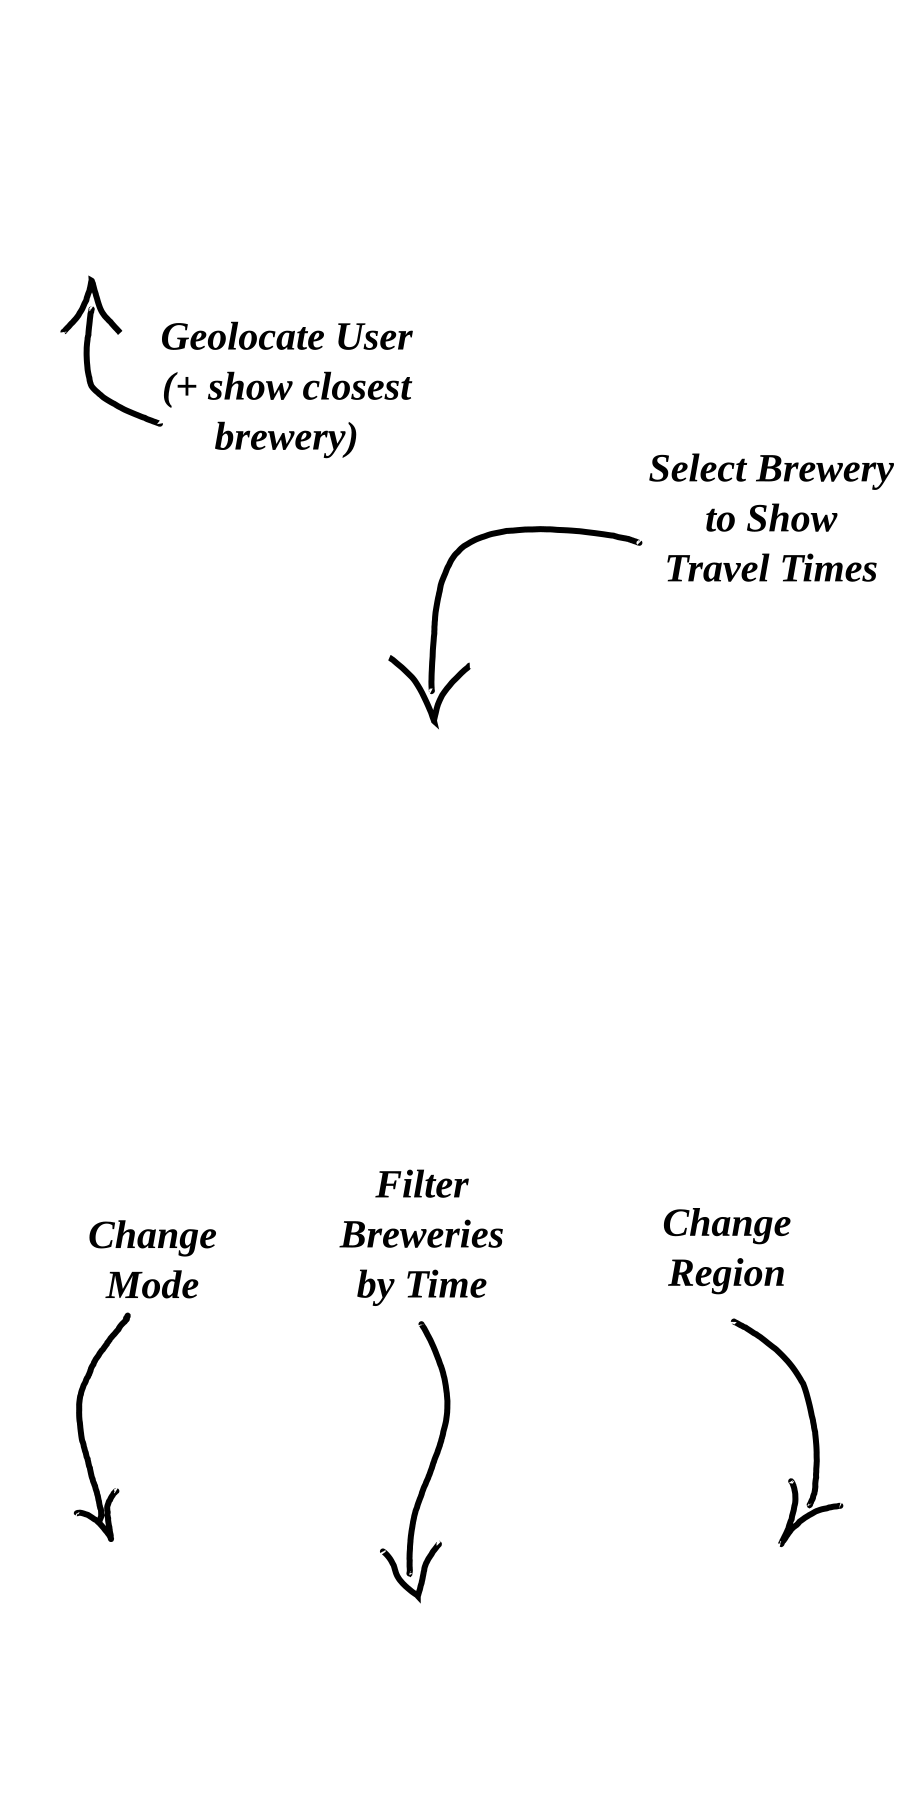 Geolocate User
(+ show closest
brewery)
Select Brewery
to Show
Travel Times
Change
Mode
Filter
Breweries
by Time
Change
Region